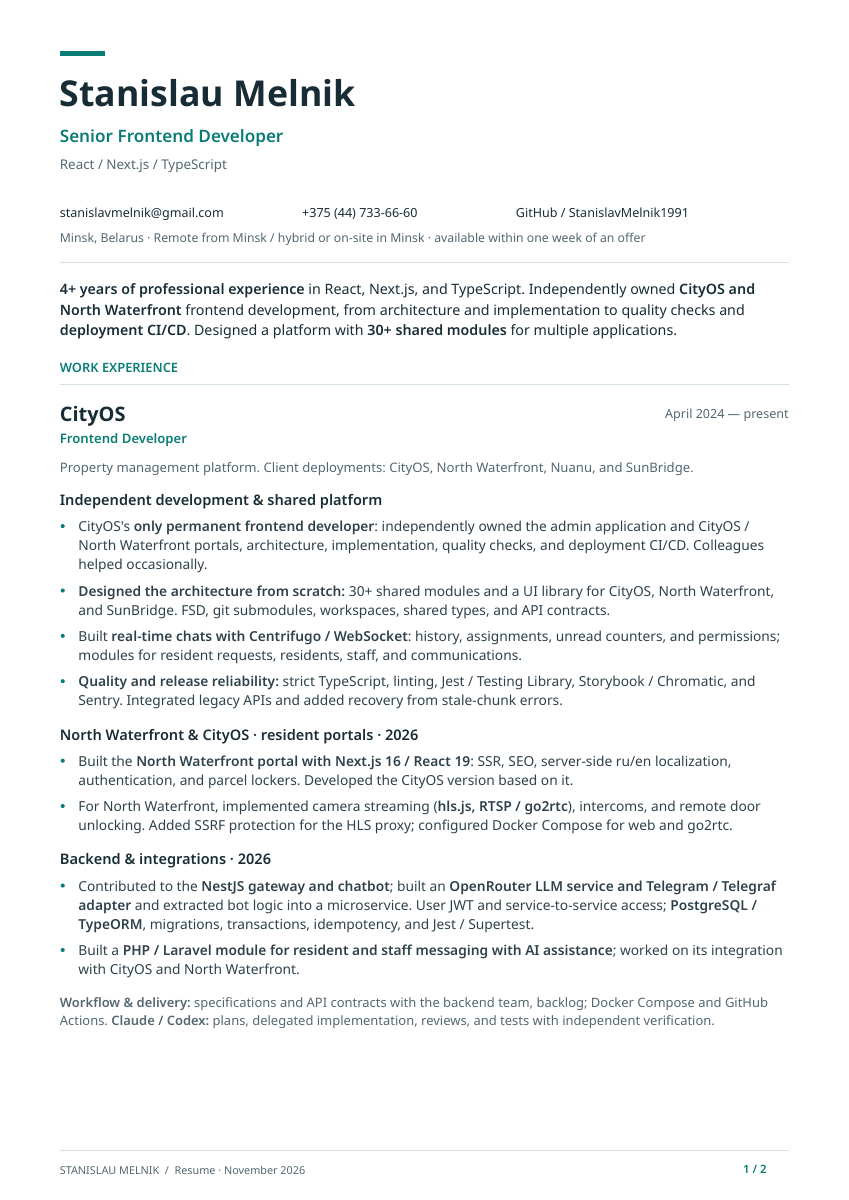 Stanislau Melnik
Senior Frontend Developer
React / Next.js / TypeScript
stanislavmelnik@gmail.com +375 (44) 733-66-60 GitHub / StanislavMelnik1991
Minsk, Belarus · Remote from Minsk / hybrid or on-site in Minsk · available within one week of an offer
4+ years of professional experience in React, Next.js, and TypeScript. Independently owned CityOS and
North Waterfront frontend development, from architecture and implementation to quality checks and
deployment CI/CD. Designed a platform with 30+ shared modules for multiple applications.
WORK EXPERIENCE
CityOS April 2024 — present
Frontend Developer
Property management platform. Client deployments: CityOS, North Waterfront, Nuanu, and SunBridge.
Independent development & shared platform
• CityOS's only permanent frontend developer: independently owned the admin application and CityOS /
North Waterfront portals, architecture, implementation, quality checks, and deployment CI/CD. Colleagues
helped occasionally.
• Designed the architecture from scratch: 30+ shared modules and a UI library for CityOS, North Waterfront,
and SunBridge. FSD, git submodules, workspaces, shared types, and API contracts.
• Built real-time chats with Centrifugo / WebSocket: history, assignments, unread counters, and permissions;
modules for resident requests, residents, staff, and communications.
• Quality and release reliability: strict TypeScript, linting, Jest / Testing Library, Storybook / Chromatic, and
Sentry. Integrated legacy APIs and added recovery from stale-chunk errors.
North Waterfront & CityOS · resident portals · 2026
• Built the North Waterfront portal with Next.js 16 / React 19: SSR, SEO, server-side ru/en localization,
authentication, and parcel lockers. Developed the CityOS version based on it.
• For North Waterfront, implemented camera streaming (hls.js, RTSP / go2rtc), intercoms, and remote door
unlocking. Added SSRF protection for the HLS proxy; configured Docker Compose for web and go2rtc.
Backend & integrations · 2026
• Contributed to the NestJS gateway and chatbot; built an OpenRouter LLM service and Telegram / Telegraf
adapter and extracted bot logic into a microservice. User JWT and service-to-service access; PostgreSQL /
TypeORM, migrations, transactions, idempotency, and Jest / Supertest.
• Built a PHP / Laravel module for resident and staff messaging with AI assistance; worked on its integration
with CityOS and North Waterfront.
Workflow & delivery: specifications and API contracts with the backend team, backlog; Docker Compose and GitHub
Actions. Claude / Codex: plans, delegated implementation, reviews, and tests with independent verification.
STANISLAU MELNIK / Resume · November 2026 1 / 2